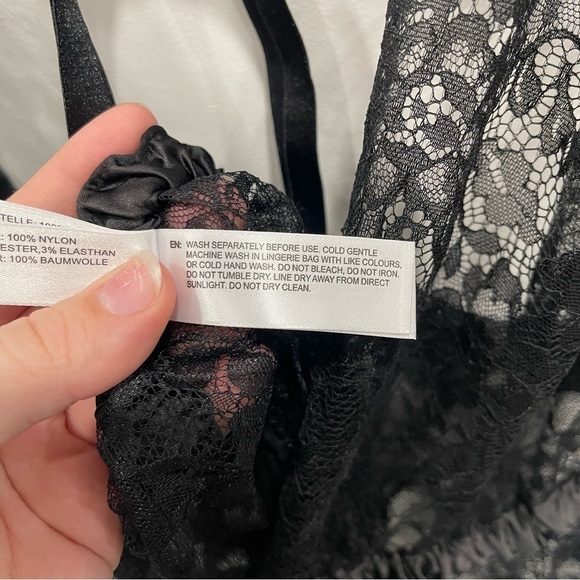 TELLE:
: 100% NYLON
ESTER, 3% ELASTHAN
R: 100% BAUMWOLLE
EN: WASH SEPARATELY BEFORE USE. COLD GENTLE
MACHINE WASH IN LINGERIE BAG WITH LIKE COLOURS,
OR COLD HAND WASH. DO NOT BLEACH, DO NOT IRON.
DO NOT TUMBLE DRY. LINE DRY AWAY FROM DIRECT
SUNLIGHT. DO NOT DRY CLEAN.